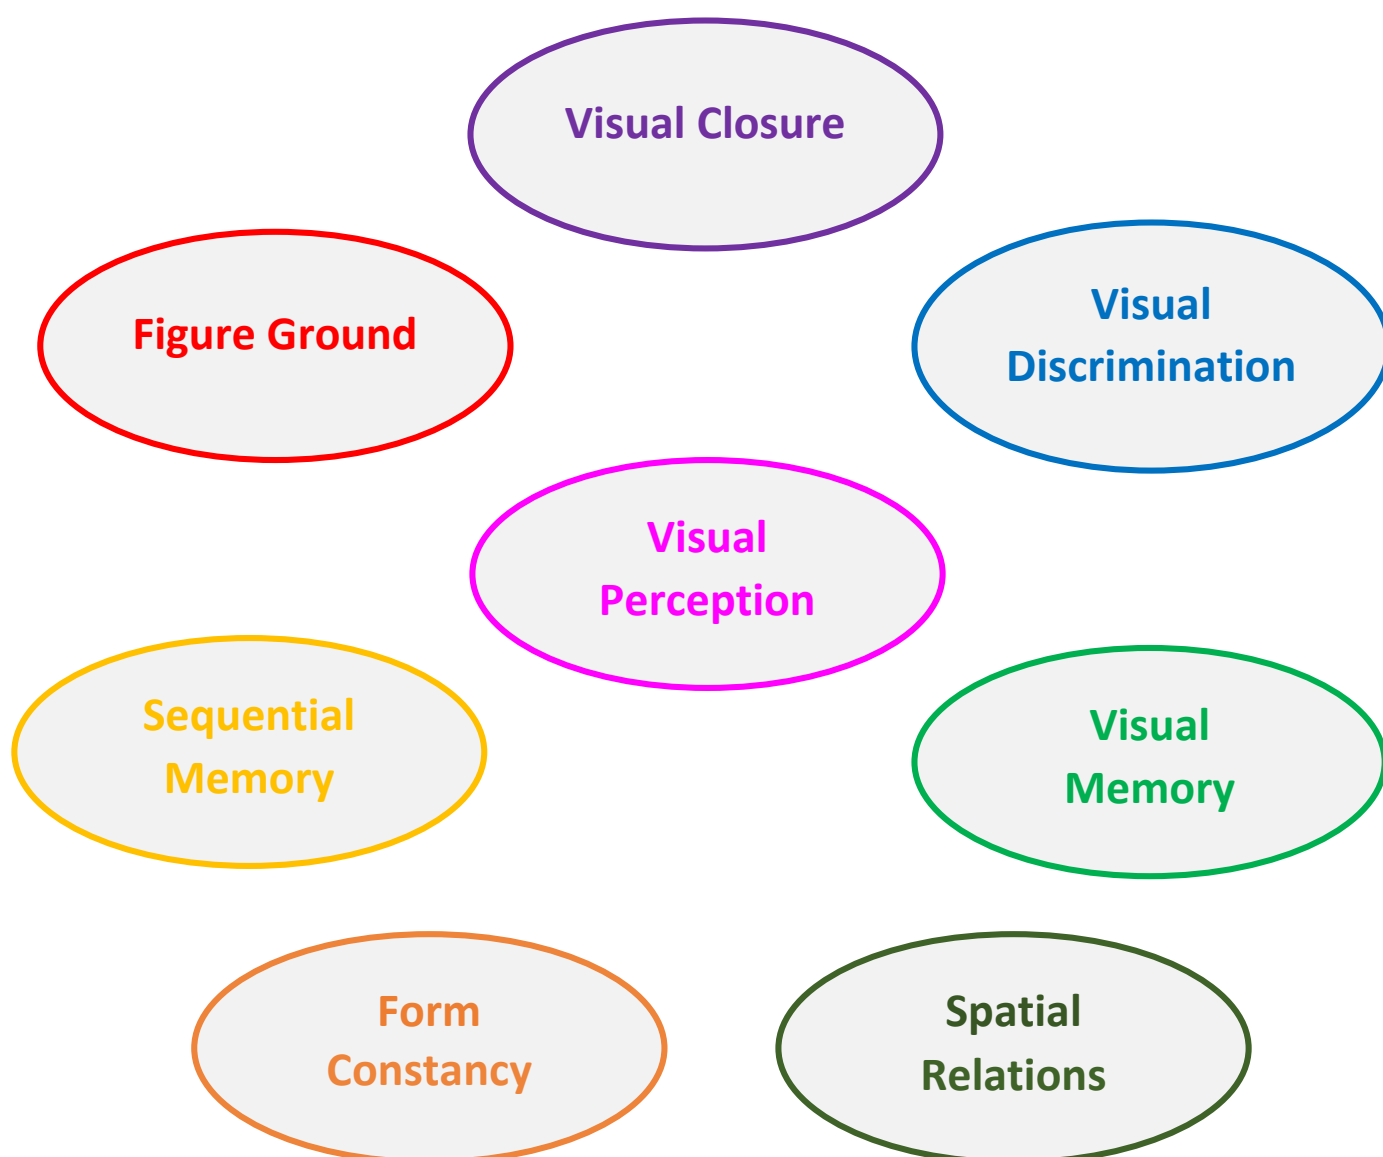 Visual Closure
Figure Ground
Visual
Discrimination
Visual
Perception
Sequential
Memory
Visual
Memory
Form
Constancy
Spatial
Relations